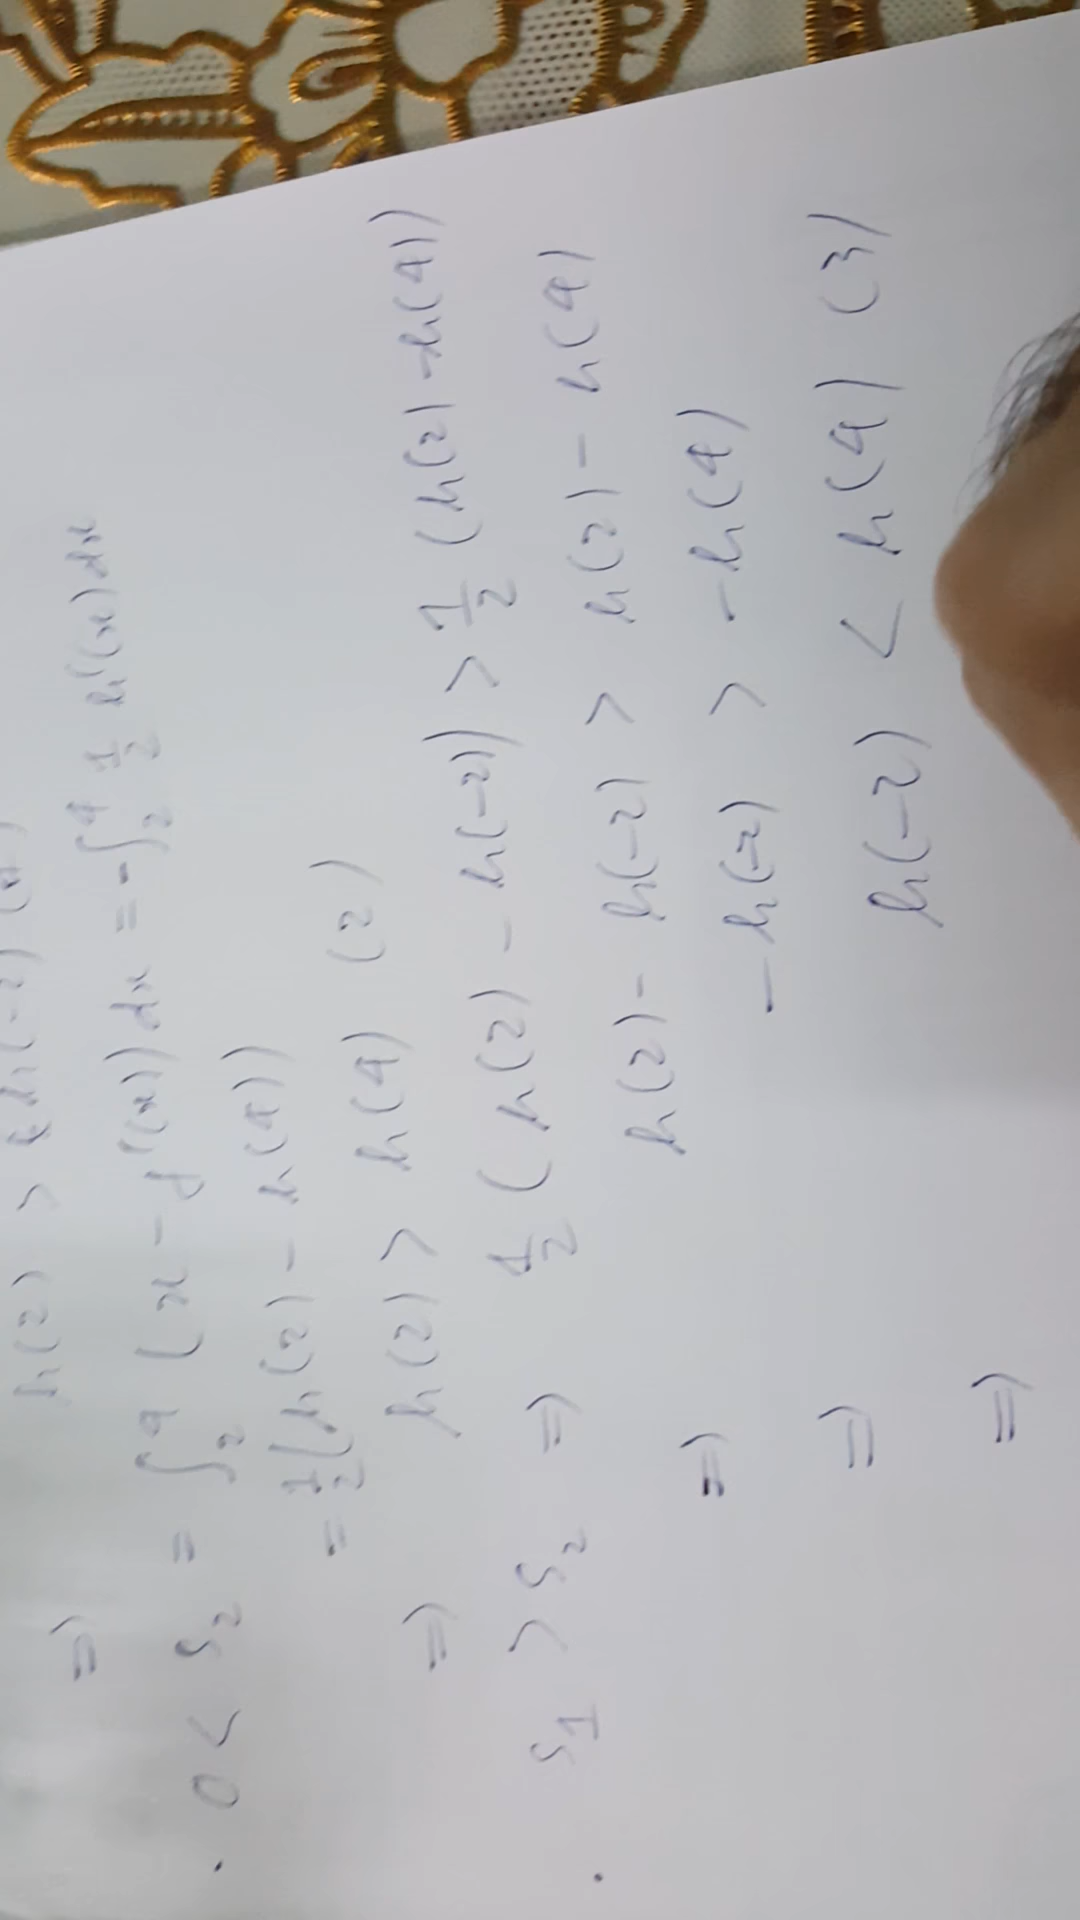 ⇒ h(2) > h(-2)
. 0 < S₂ = ∫₂⁴ (x - f'(x)) dx = -∫₂⁴ 1/2 h'(x) dx
= 1/2 (h(2) - h(4))
⇒ h(2) > h(4) (2)
. S₁ > S₂ ⇒ 1/2 (h(2) - h(-2)) > 1/2 (h(2) - h(4))
⇒ h(2) - h(-2) > h(2) - h(4)
⇒ -h(-2) > -h(4)
⇒ h(-2) < h(4) (3)